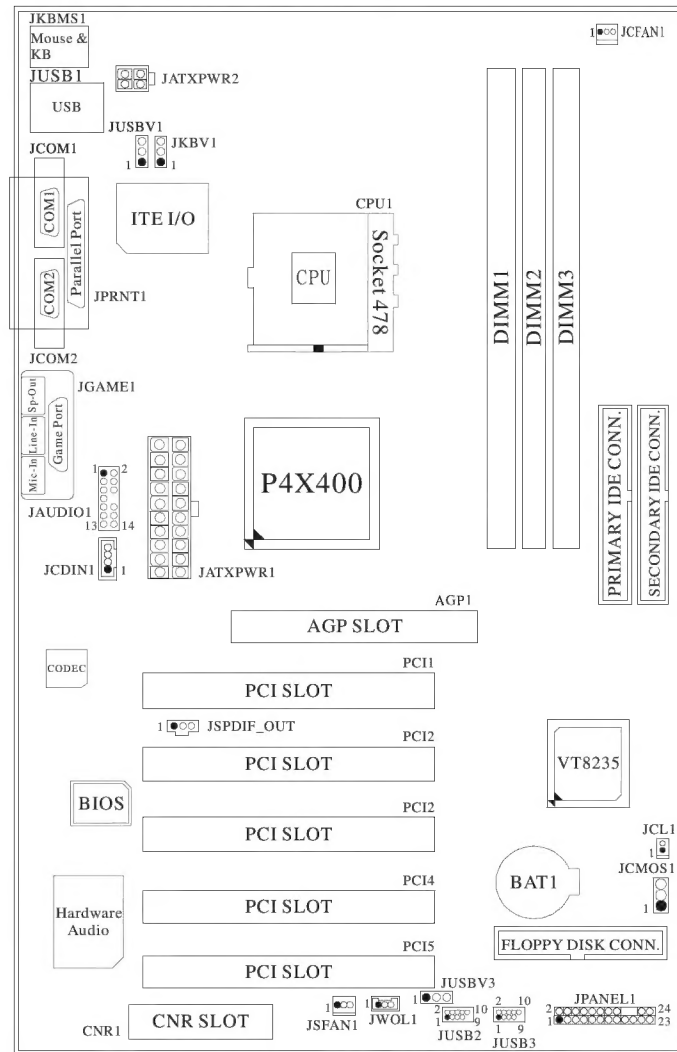 JKBMS1
Mouse &
KB
1
JCFAN1
JUSB1
USB
JATXPWR2
JUSBV1
JKBV1
1
1
JCOM1
COM1
Parallel Port
COM2
JPRNT1
JCOM2
ITE I/O
CPU1
CPU
Socket 478
DIMM1
DIMM2
DIMM3
JGAME1
Sp-Out
Line-In
Mic-In
Game Port
1
2
JAUDIO1
13
14
JCDIN1
1
JATXPWR1
P4X400
PRIMARY IDE CONN.
SECONDARY IDE CONN.
AGP1
AGP SLOT
CODEC
PCI1
PCI SLOT
1
JSPDIF_OUT
PCI2
PCI SLOT
VT8235
BIOS
PCI2
PCI SLOT
JCL1
1
JCMOS1
1
BAT1
Hardware
Audio
PCI4
PCI SLOT
FLOPPY DISK CONN.
PCI5
PCI SLOT
CNR1
CNR SLOT
1
JSFAN1
1
JWOL1
JUSBV3
1
2
10
1
9
JUSB2
2
10
1
9
JUSB3
JPANEL1
2
24
1
23